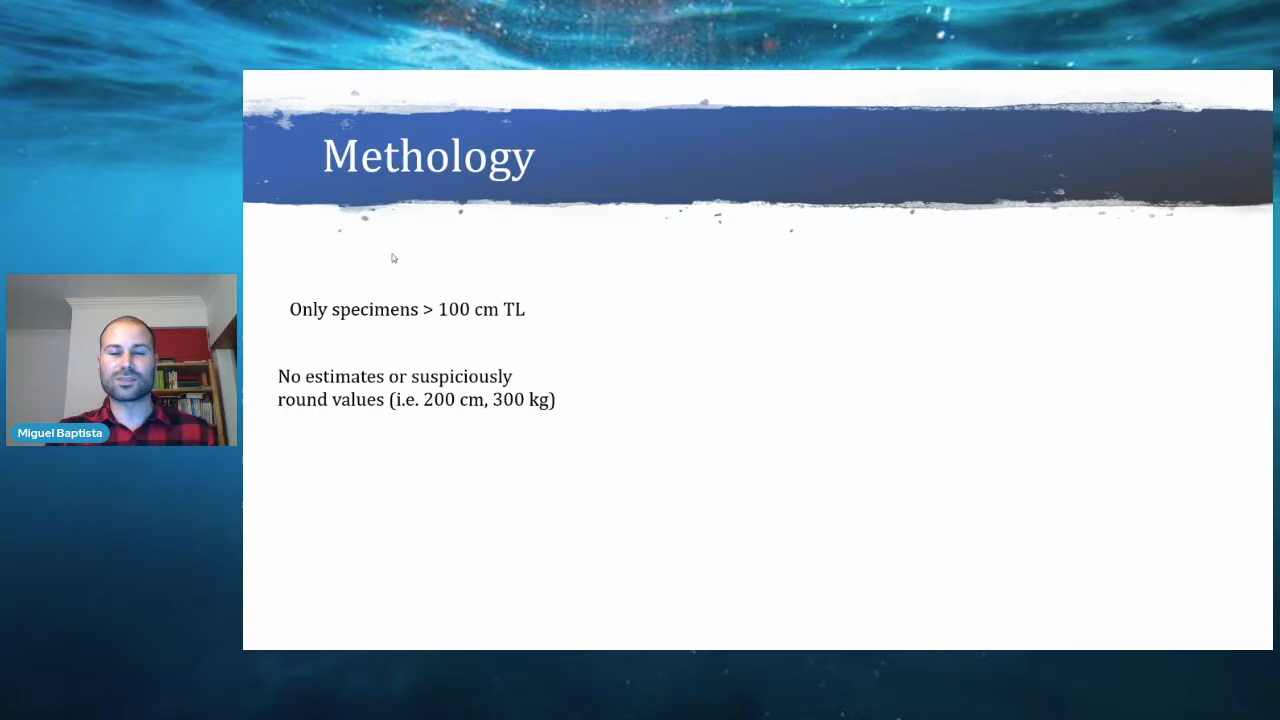 Methology
Only specimens > 100 cm TL
No estimates or suspiciously
round values (i.e. 200 cm, 300 kg)
Miguel Baptista